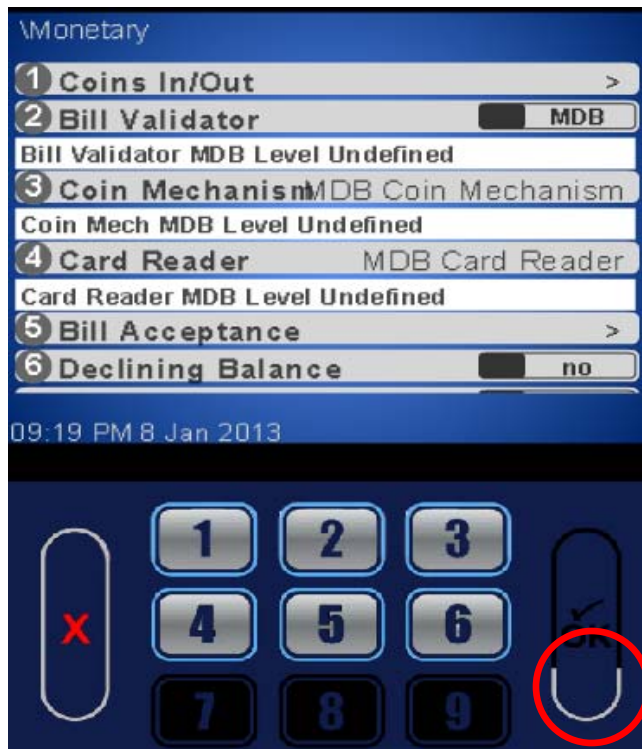 \Monetary
1 Coins In/Out >
2 Bill Validator MDB
Bill Validator MDB Level Undefined
3 Coin Mechanism MDB Coin Mechanism
Coin Mech MDB Level Undefined
4 Card Reader MDB Card Reader
Card Reader MDB Level Undefined
5 Bill Acceptance >
6 Declining Balance no
09:19 PM 8 Jan 2013
1 2 3
X 4 5 6 OK
7 8 9